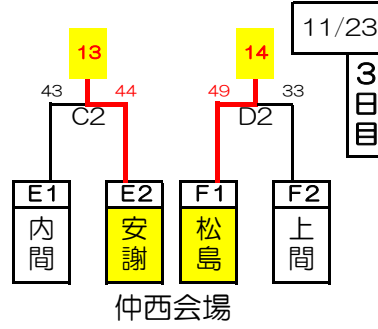 11/23
3日目
13 14
43 44 49 33
C2 D2
E1 E2 F1 F2
内間 安謝 松島 上間
仲西会場